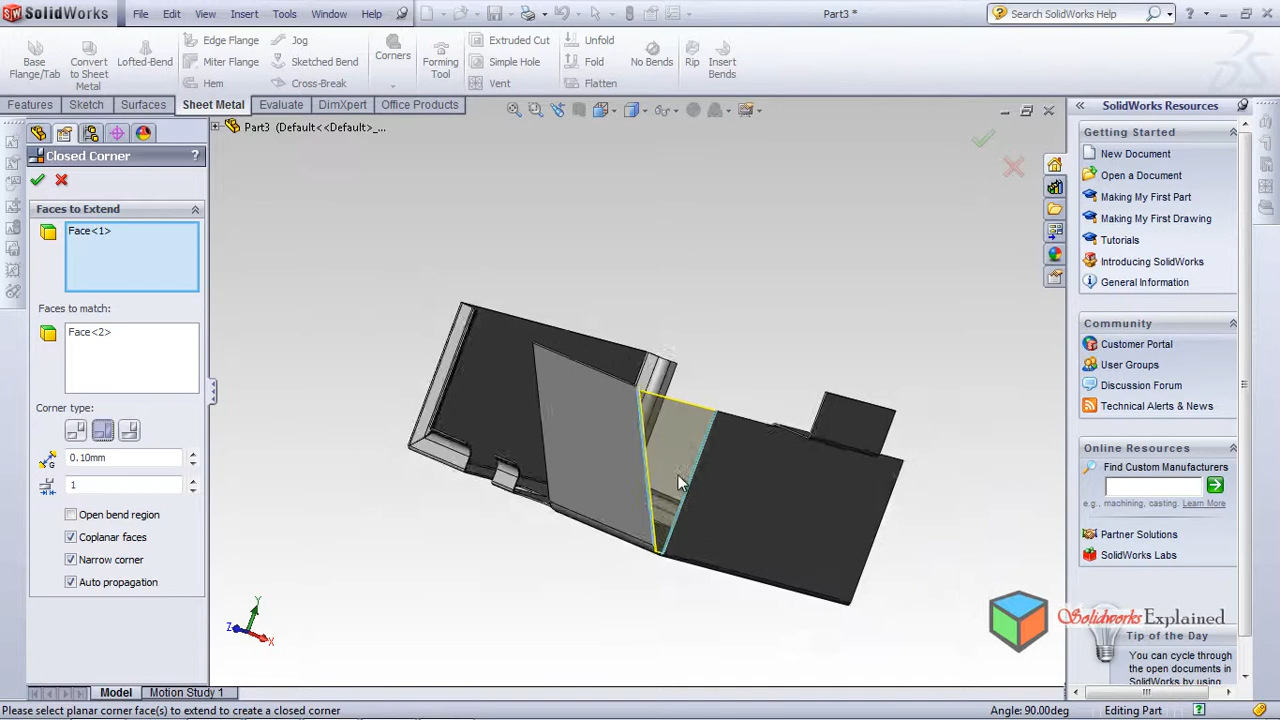 SolidWorks File Edit View Insert Tools Window Help Part3 * Search SolidWorks Help
Base Flange/Tab
Convert to Sheet Metal
Lofted-Bend
Edge Flange
Miter Flange
Hem
Jog
Sketched Bend
Cross-Break
Corners
Forming Tool
Extruded Cut
Simple Hole
Vent
Unfold
Fold
Flatten
No Bends
Rip
Insert Bends
Features Sketch Surfaces Sheet Metal Evaluate DimXpert Office Products
Part3 (Default<<Default>_...
Closed Corner ?
Faces to Extend
Face<1>
Faces to match:
Face<2>
Corner type:
0.10mm
1
Open bend region
Coplanar faces
Narrow corner
Auto propagation
Y
Z
X
SolidWorks Resources
Getting Started
New Document
Open a Document
Making My First Part
Making My First Drawing
Tutorials
Introducing SolidWorks
General Information
Community
Customer Portal
User Groups
Discussion Forum
Technical Alerts & News
Online Resources
Find Custom Manufacturers
e.g., machining, casting. Learn More
Partner Solutions
SolidWorks Labs
Solidworks Explained
Tip of the Day
You can cycle through
the open documents in
Model Motion Study 1
Please select planar corner face(s) to extend to create a closed corner Angle: 90.00deg Editing Part